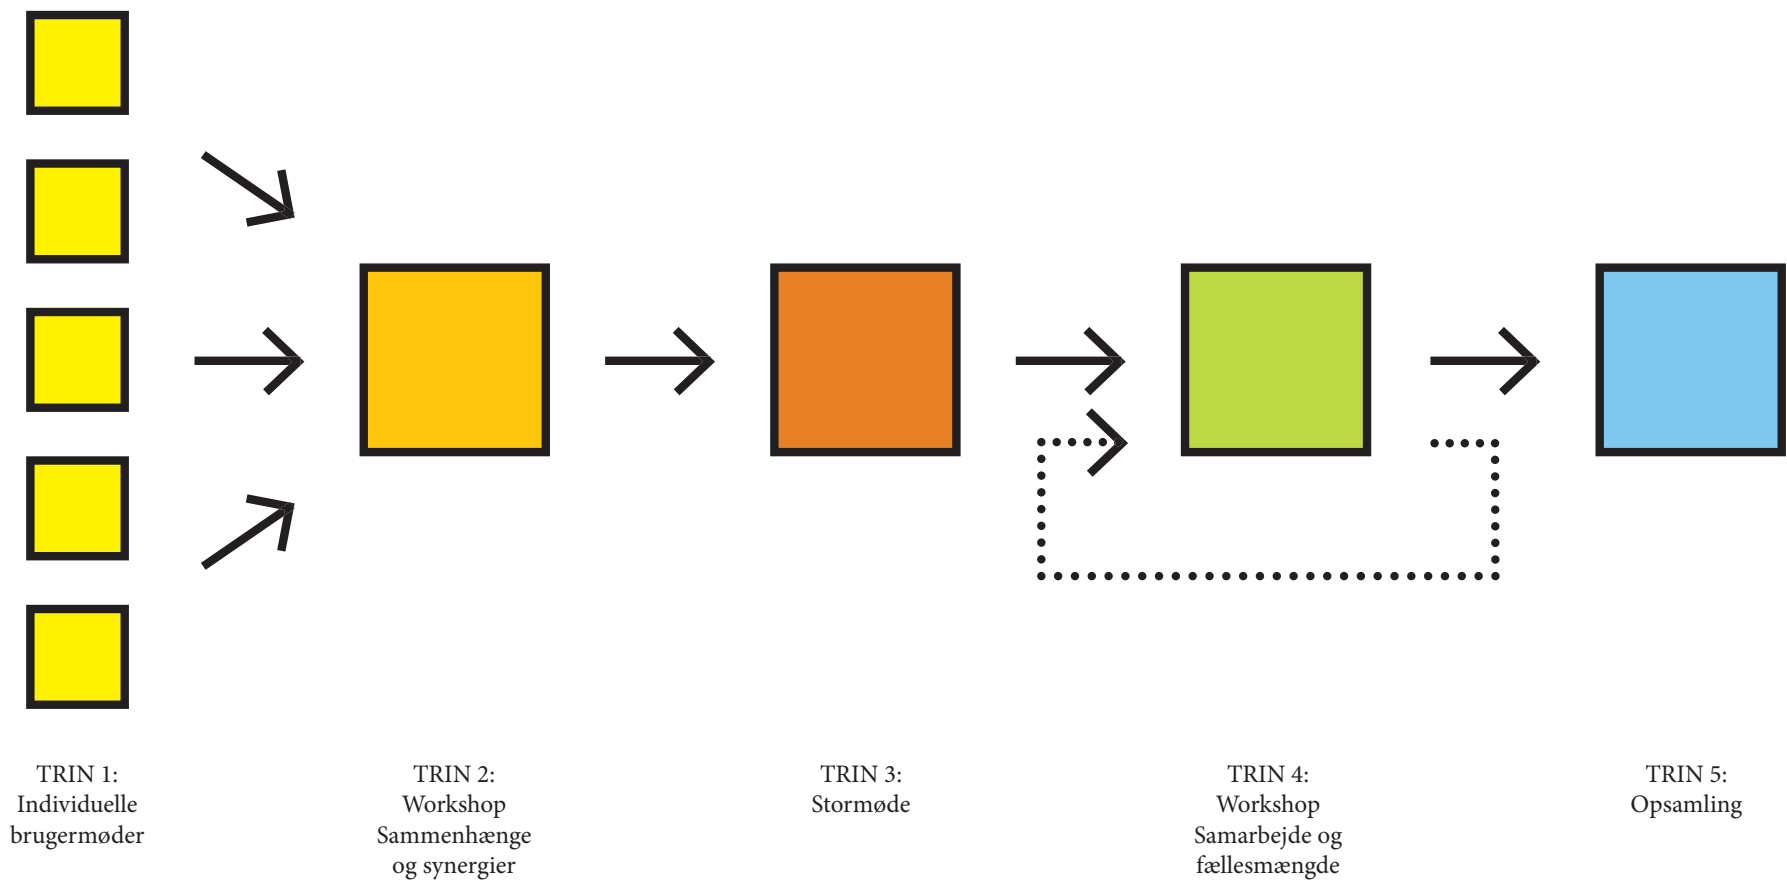 TRIN 1:
Individuelle
brugermøder
TRIN 2:
Workshop
Sammenhænge
og synergier
TRIN 3:
Stormøde
TRIN 4:
Workshop
Samarbejde og
fællesmængde
TRIN 5:
Opsamling